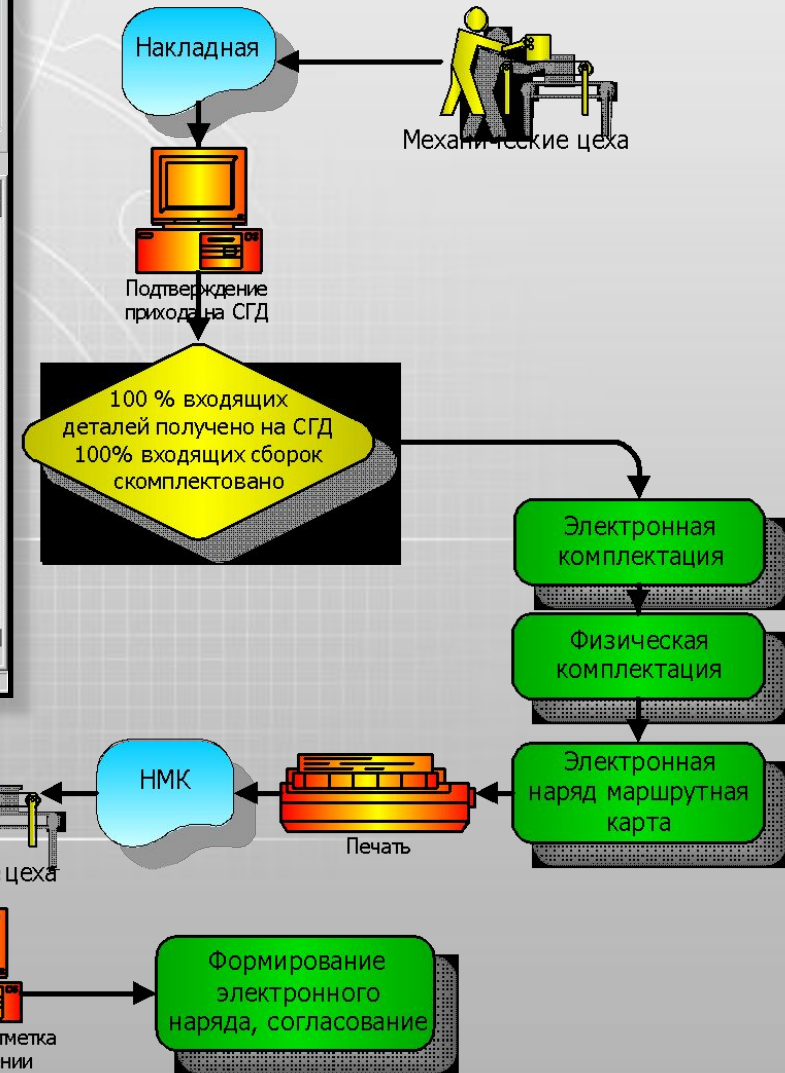 Накладная
Механические цеха
Подтверждение
прихода на СГД
100 % входящих
деталей получено на СГД
100% входящих сборок
скомплектовано
Электронная
комплектация
Физическая
комплектация
Электронная
наряд маршрутная
карта
Печать
НМК
цеха
Формирование
электронного
наряда, согласование